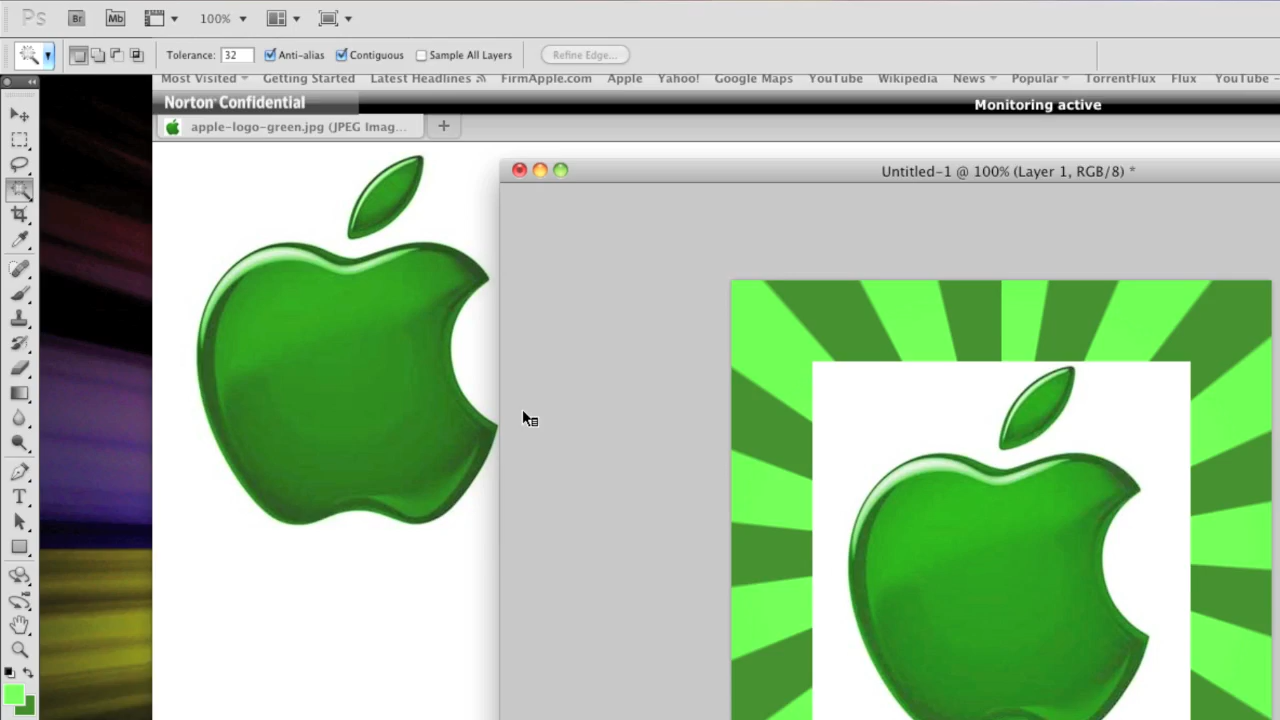 Ps Br Mb 100%
Tolerance: 32 Anti-alias Contiguous Sample All Layers Refine Edge...
Most Visited Getting Started Latest Headlines FirmApple.com Apple Yahoo! Google Maps YouTube Wikipedia News Popular TorrentFlux Flux YouTube -
Norton Confidential Monitoring active
apple-logo-green.jpg (JPEG Imag... +
Untitled-1 @ 100% (Layer 1, RGB/8) *
T